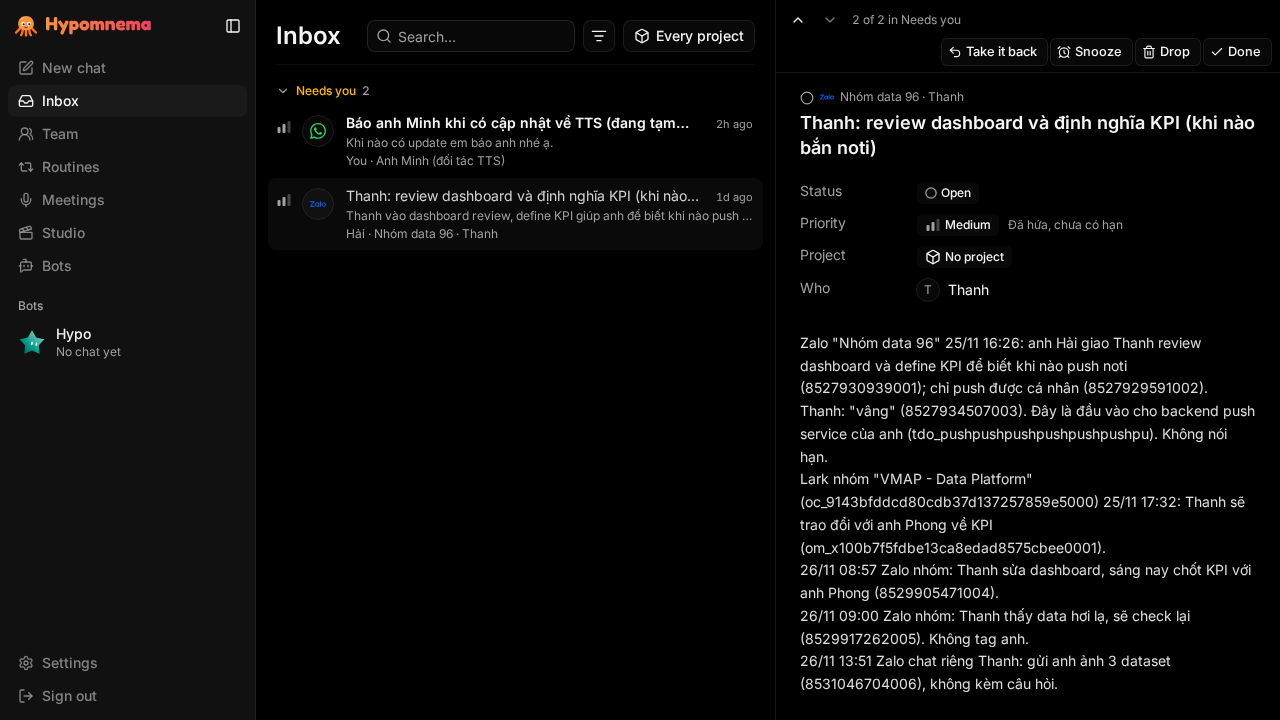 Hypomnema
New chat
Inbox
Team
Routines
Meetings
Studio
Bots
Bots
Hypo
No chat yet
Settings
Sign out
Inbox
Search...
Every project
Needs you 2
Báo anh Minh khi có cập nhật về TTS (đang tạm...
2h ago
Khi nào có update em báo anh nhé ạ.
You · Anh Minh (đối tác TTS)
Zalo
Thanh: review dashboard và định nghĩa KPI (khi nào...
1d ago
Thanh vào dashboard review, define KPI giúp anh để biết khi nào push ...
Hải · Nhóm data 96 · Thanh
2 of 2 in Needs you
Take it back
Snooze
Drop
Done
Zalo Nhóm data 96 · Thanh
Thanh: review dashboard và định nghĩa KPI (khi nào
bắn noti)
Status
Open
Priority
Medium
Đã hứa, chưa có hạn
Project
No project
Who
T
Thanh
Zalo "Nhóm data 96" 25/11 16:26: anh Hải giao Thanh review
dashboard và define KPI để biết khi nào push noti
(8527930939001); chỉ push được cá nhân (8527929591002).
Thanh: "vâng" (8527934507003). Đây là đầu vào cho backend push
service của anh (tdo_pushpushpushpushpushpushpu). Không nói
hạn.
Lark nhóm "VMAP - Data Platform"
(oc_9143bfddcd80cdb37d137257859e5000) 25/11 17:32: Thanh sẽ
trao đổi với anh Phong về KPI
(om_x100b7f5fdbe13ca8edad8575cbee0001).
26/11 08:57 Zalo nhóm: Thanh sửa dashboard, sáng nay chốt KPI với
anh Phong (8529905471004).
26/11 09:00 Zalo nhóm: Thanh thấy data hơi lạ, sẽ check lại
(8529917262005). Không tag anh.
26/11 13:51 Zalo chat riêng Thanh: gửi anh ảnh 3 dataset
(8531046704006), không kèm câu hỏi.